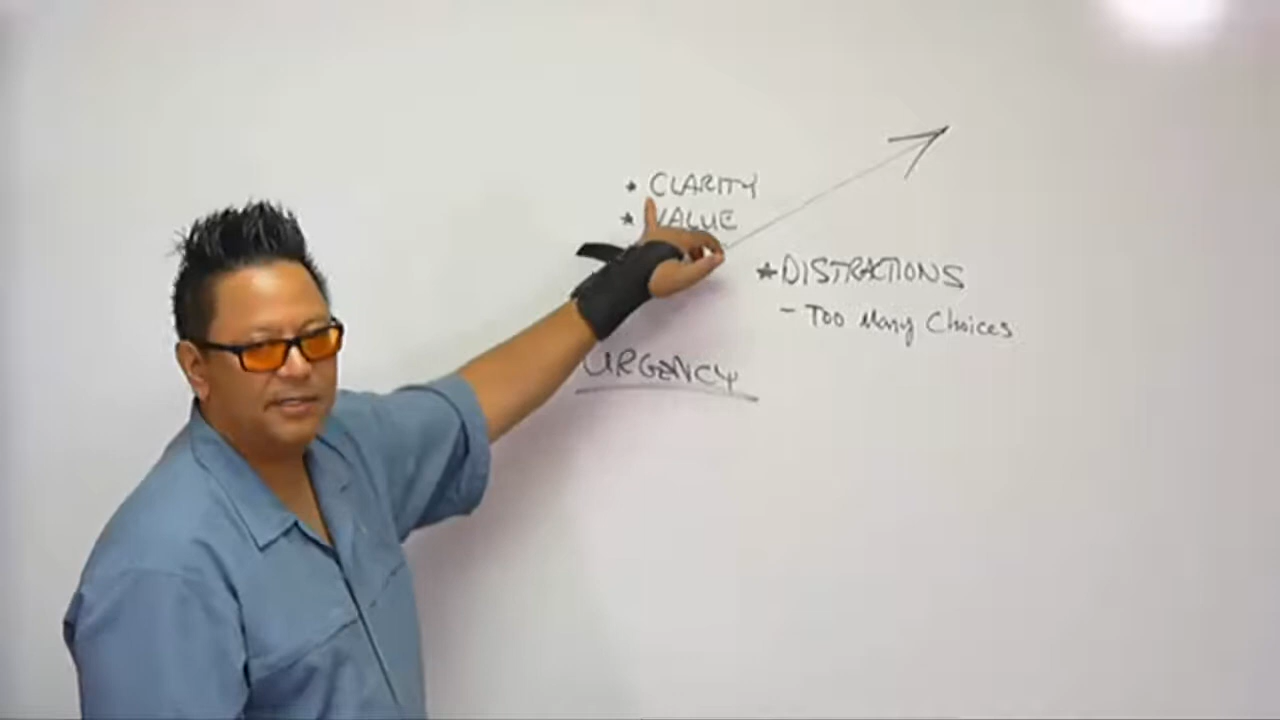 * CLARITY
* VALUE
* DISTRACTIONS
- Too Many Choices
URGENCY